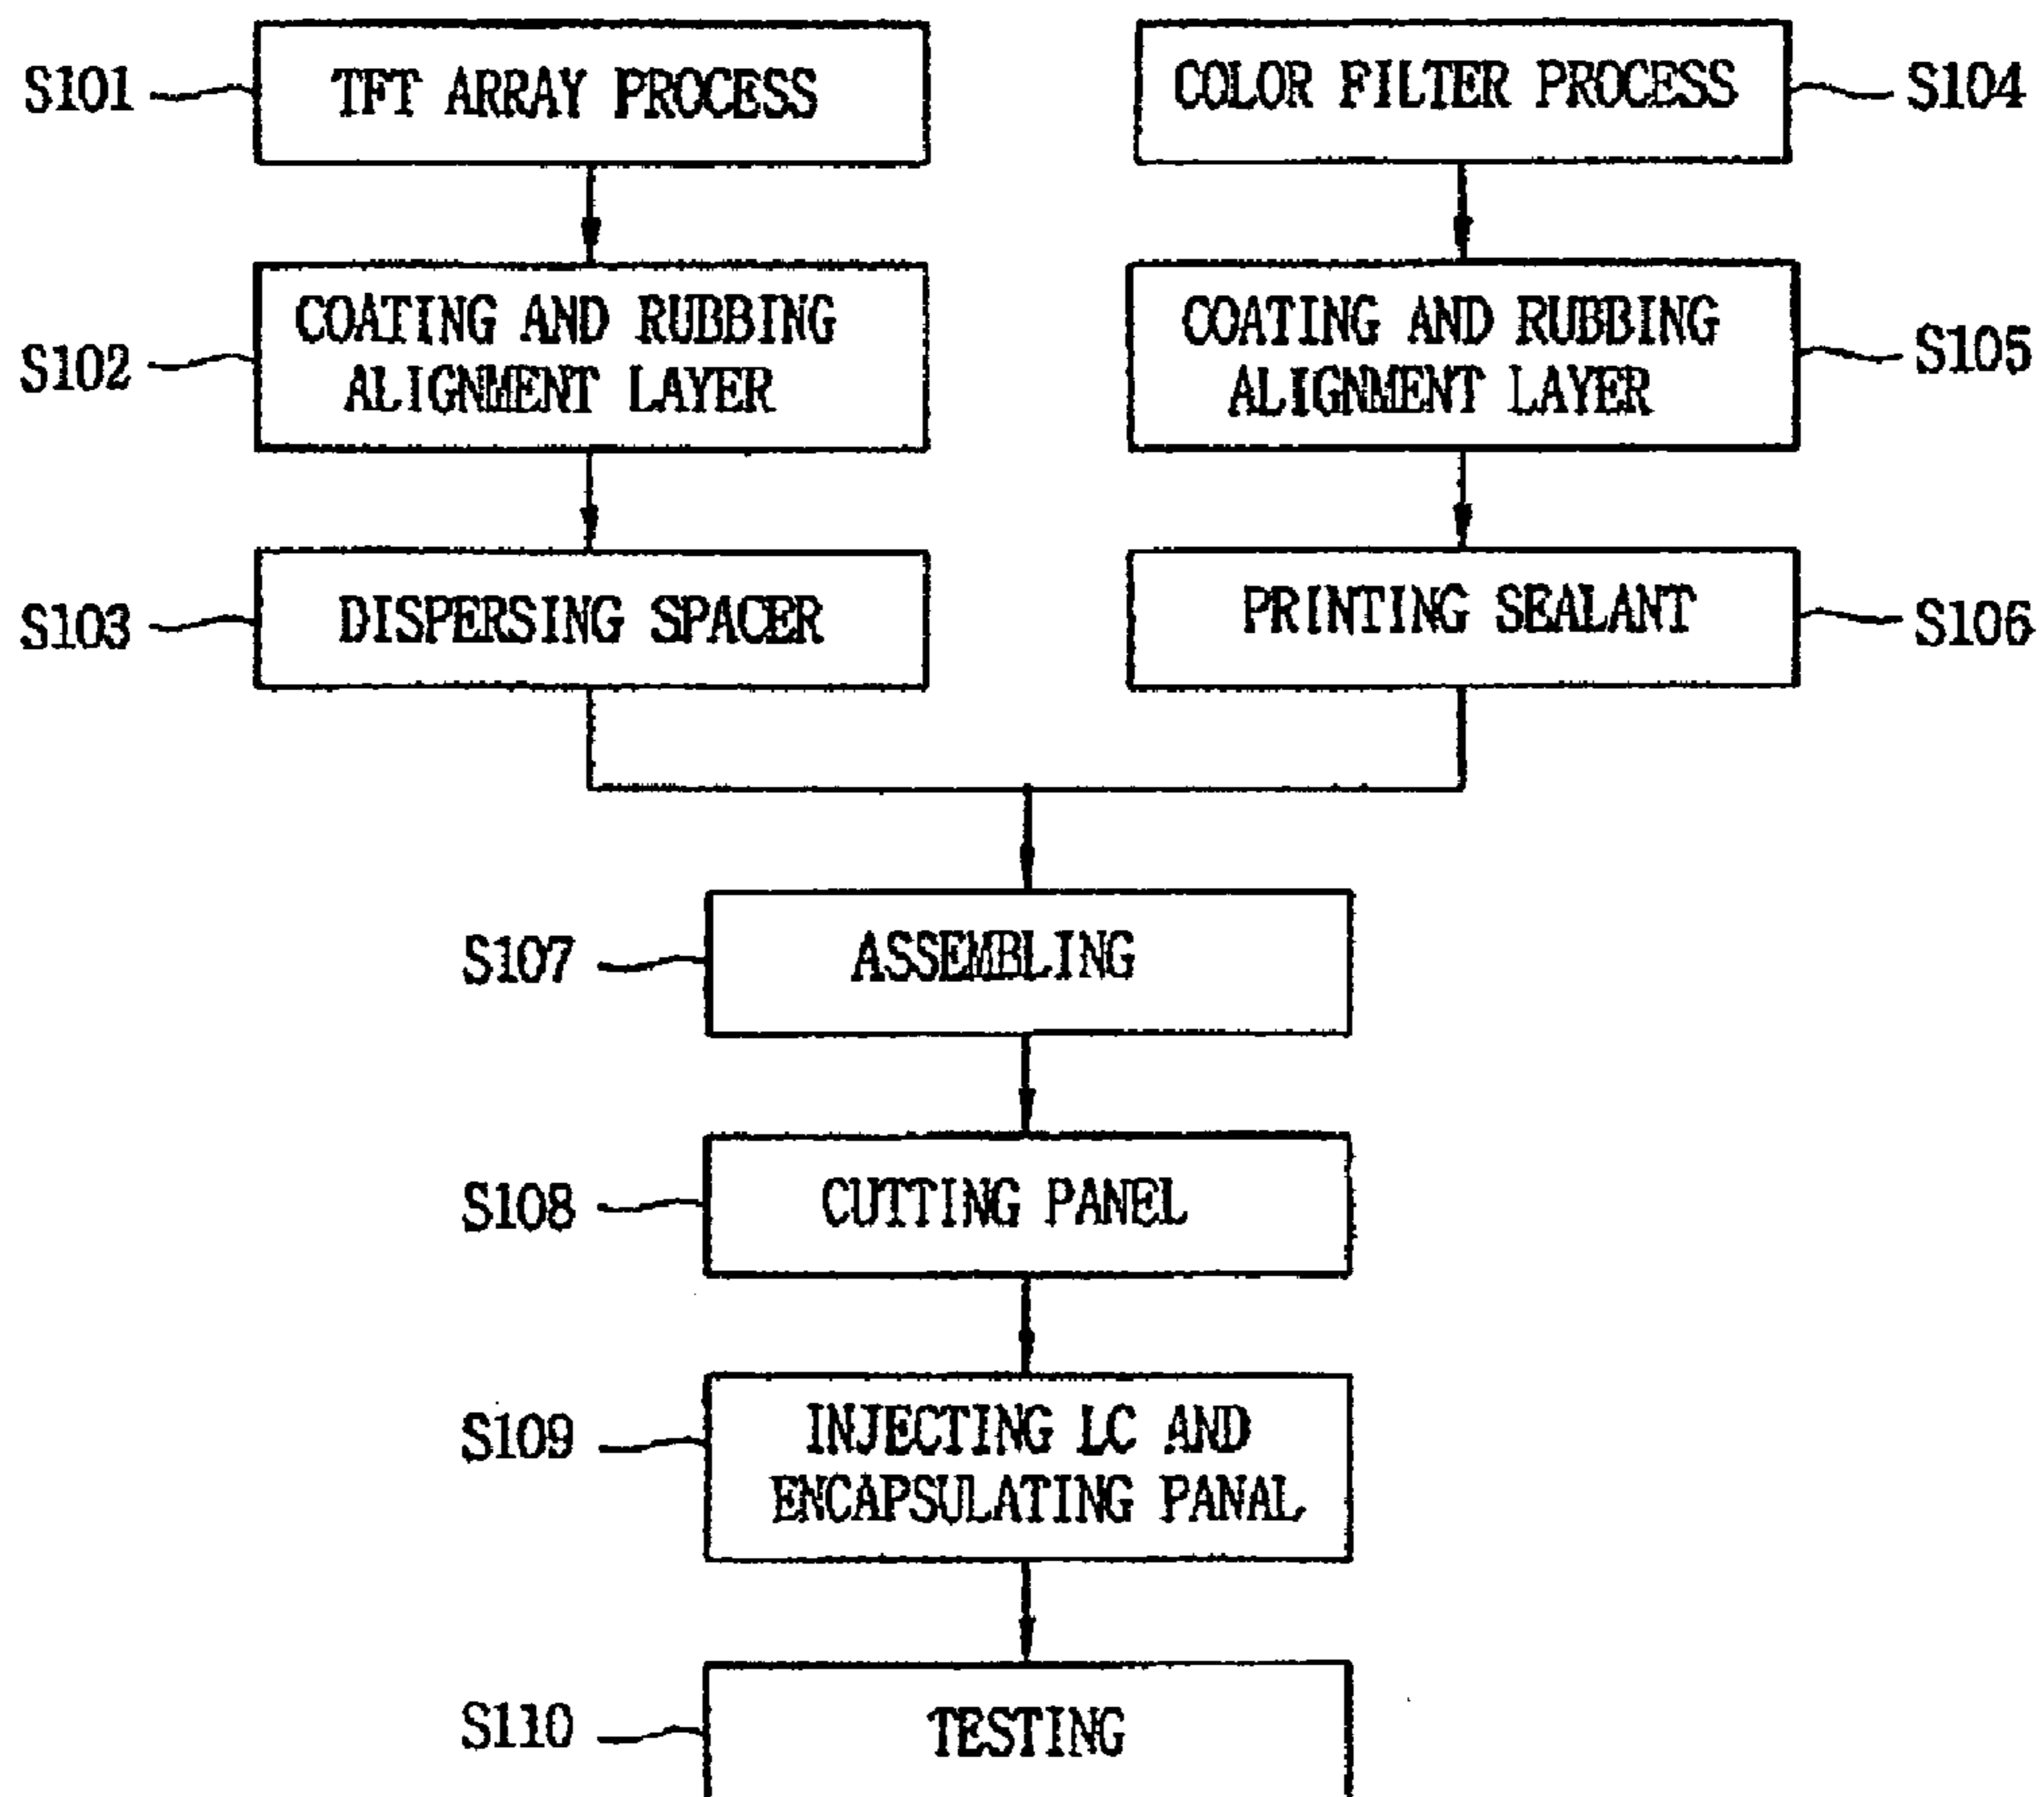 S101
TFT ARRAY PROCESS
COLOR FILTER PROCESS
S104
S102
COATING AND RUBBING
ALIGNMENT LAYER
COATING AND RUBBING
ALIGNMENT LAYER
S105
S103
DISPERSING SPACER
PRINTING SEALANT
S106
S107
ASSEMBLING
S108
CUTTING PANEL
S109
INJECTING LC AND
ENCAPSULATING PANAL
S110
TESTING